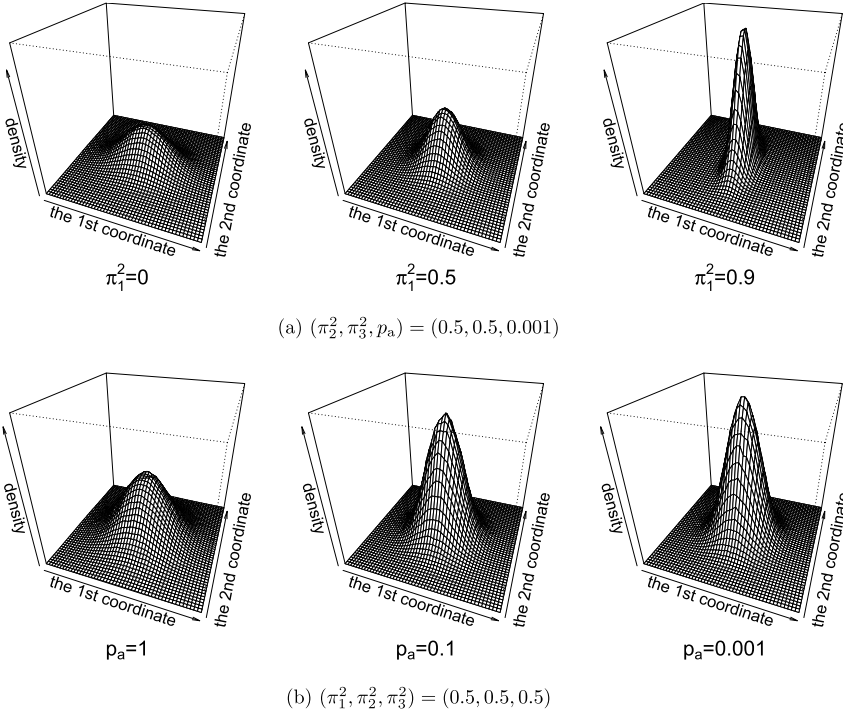 density
the 1st coordinate
the 2nd coordinate
π₁²=0
density
the 1st coordinate
the 2nd coordinate
π₁²=0.5
density
the 1st coordinate
the 2nd coordinate
π₁²=0.9
(a) (π₂², π₃², pₐ) = (0.5, 0.5, 0.001)
density
the 1st coordinate
the 2nd coordinate
pₐ=1
density
the 1st coordinate
the 2nd coordinate
pₐ=0.1
density
the 1st coordinate
the 2nd coordinate
pₐ=0.001
(b) (π₁², π₂², π₃²) = (0.5, 0.5, 0.5)